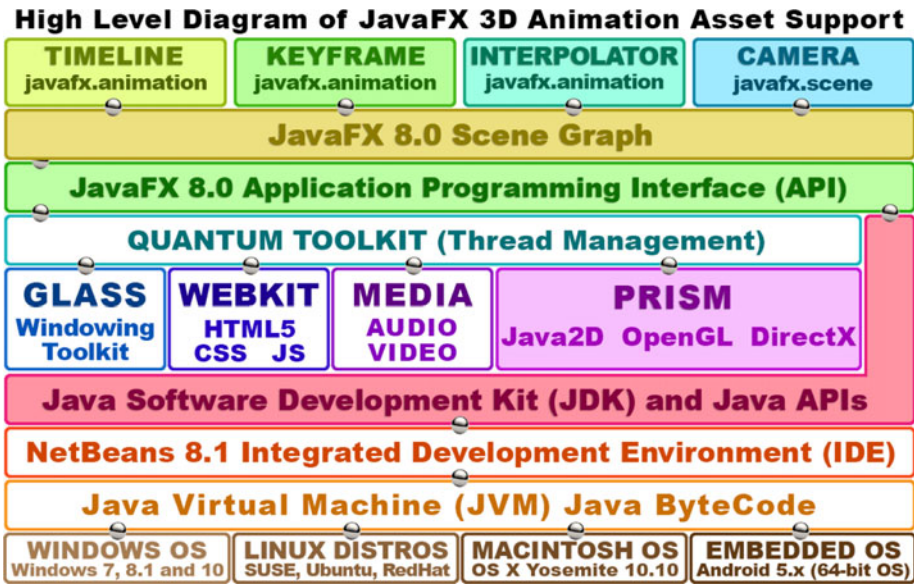 High Level Diagram of JavaFX 3D Animation Asset Support
TIMELINE
javafx.animation
KEYFRAME
javafx.animation
INTERPOLATOR
javafx.animation
CAMERA
javafx.scene
JavaFX 8.0 Scene Graph
JavaFX 8.0 Application Programming Interface (API)
QUANTUM TOOLKIT (Thread Management)
GLASS
Windowing
Toolkit
WEBKIT
HTML5
CSS JS
MEDIA
AUDIO
VIDEO
PRISM
Java2D OpenGL DirectX
Java Software Development Kit (JDK) and Java APIs
NetBeans 8.1 Integrated Development Environment (IDE)
Java Virtual Machine (JVM) Java ByteCode
WINDOWS OS
Windows 7, 8.1 and 10
LINUX DISTROS
SUSE, Ubuntu, RedHat
MACINTOSH OS
OS X Yosemite 10.10
EMBEDDED OS
Android 5.x (64-bit OS)